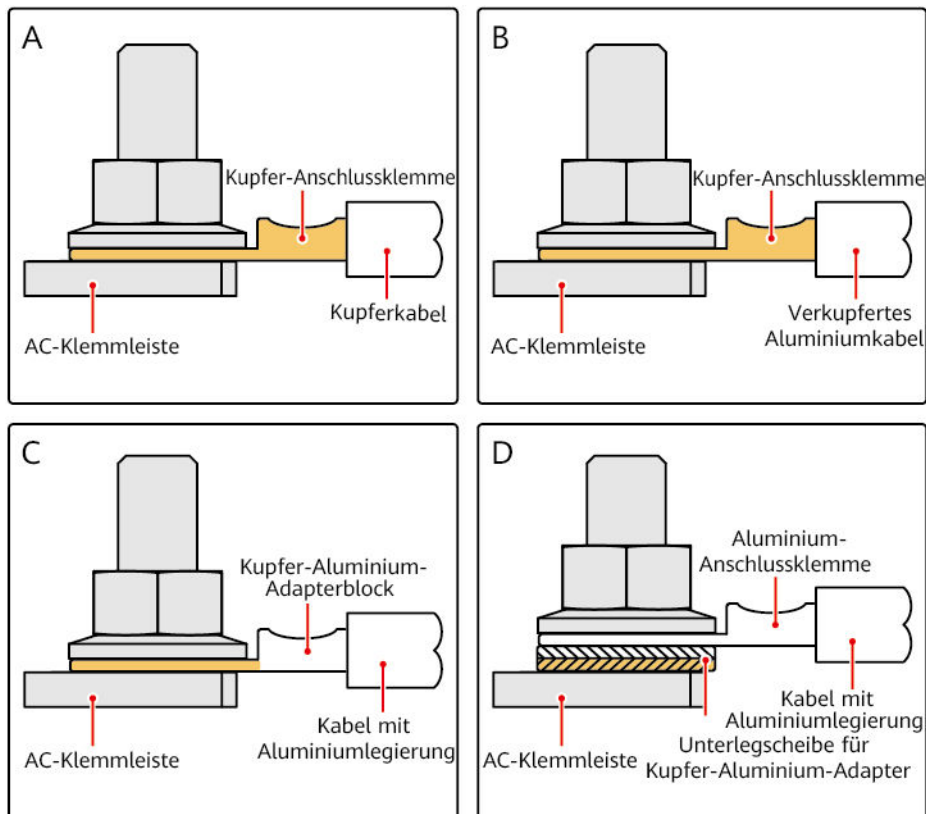 A
Kupfer-Anschlussklemme
Kupferkabel
AC-Klemmleiste
B
Kupfer-Anschlussklemme
Verkupfertes
Aluminiumkabel
AC-Klemmleiste
C
Kupfer-Aluminium-
Adapterblock
Kabel mit
Aluminiumlegierung
AC-Klemmleiste
D
Aluminium-
Anschlussklemme
Kabel mit
Aluminiumlegierung
Unterlegscheibe für
Kupfer-Aluminium-Adapter
AC-Klemmleiste